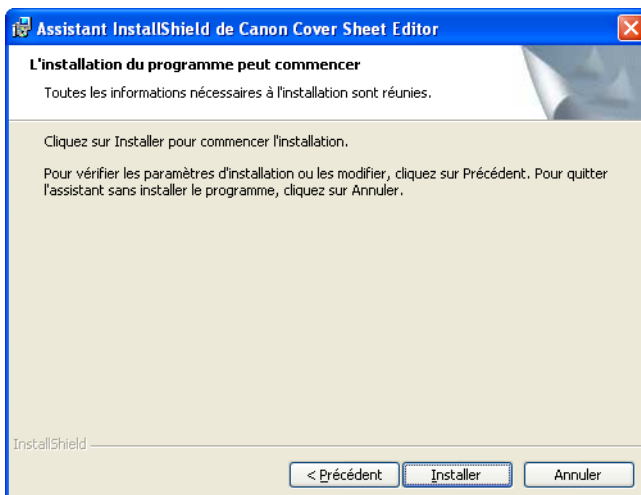 Assistant InstallShield de Canon Cover Sheet Editor
L'installation du programme peut commencer
Toutes les informations nécessaires à l'installation sont réunies.
Cliquez sur Installer pour commencer l'installation.
Pour vérifier les paramètres d'installation ou les modifier, cliquez sur Précédent. Pour quitter
l'assistant sans installer le programme, cliquez sur Annuler.
InstallShield
< Précédent Installer Annuler